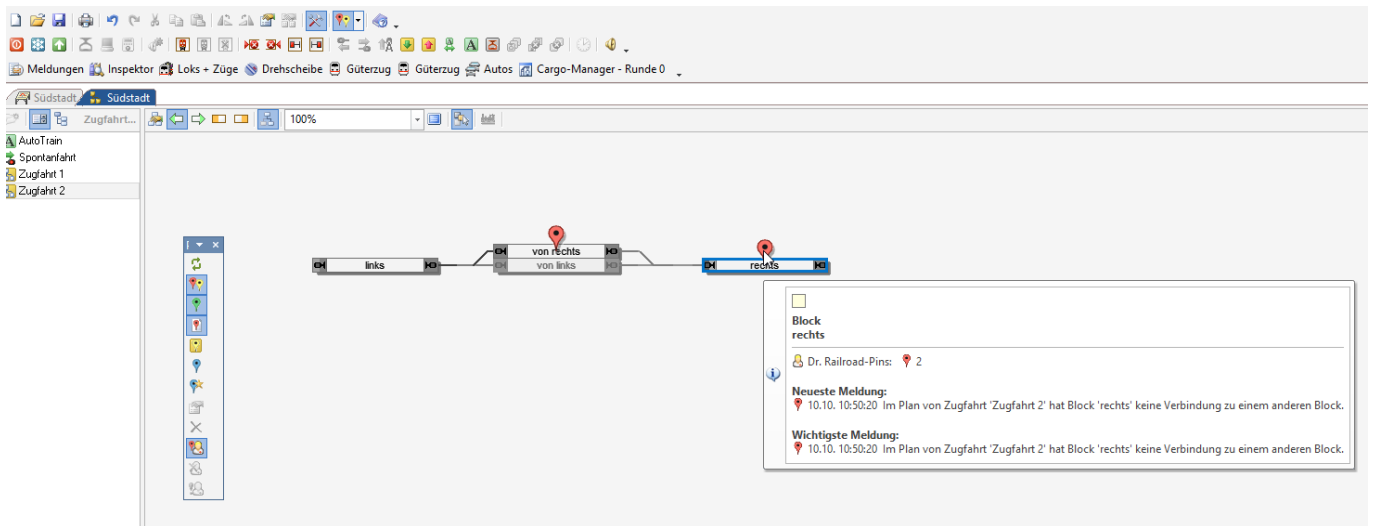 Meldungen Inspektor Loks + Züge Drehscheibe Güterzug Güterzug Autos Cargo-Manager - Runde 0
Südstadt Südstadt
Zugfahrt... 100%
AutoTrain
Spontanfahrt
Zugfahrt 1
Zugfahrt 2
von rechts
links von links rechts
Block
rechts
Dr. Railroad-Pins: 2
Neueste Meldung:
10.10. 10:50:20 Im Plan von Zugfahrt 'Zugfahrt 2' hat Block 'rechts' keine Verbindung zu einem anderen Block.
Wichtigste Meldung:
10.10. 10:50:20 Im Plan von Zugfahrt 'Zugfahrt 2' hat Block 'rechts' keine Verbindung zu einem anderen Block.